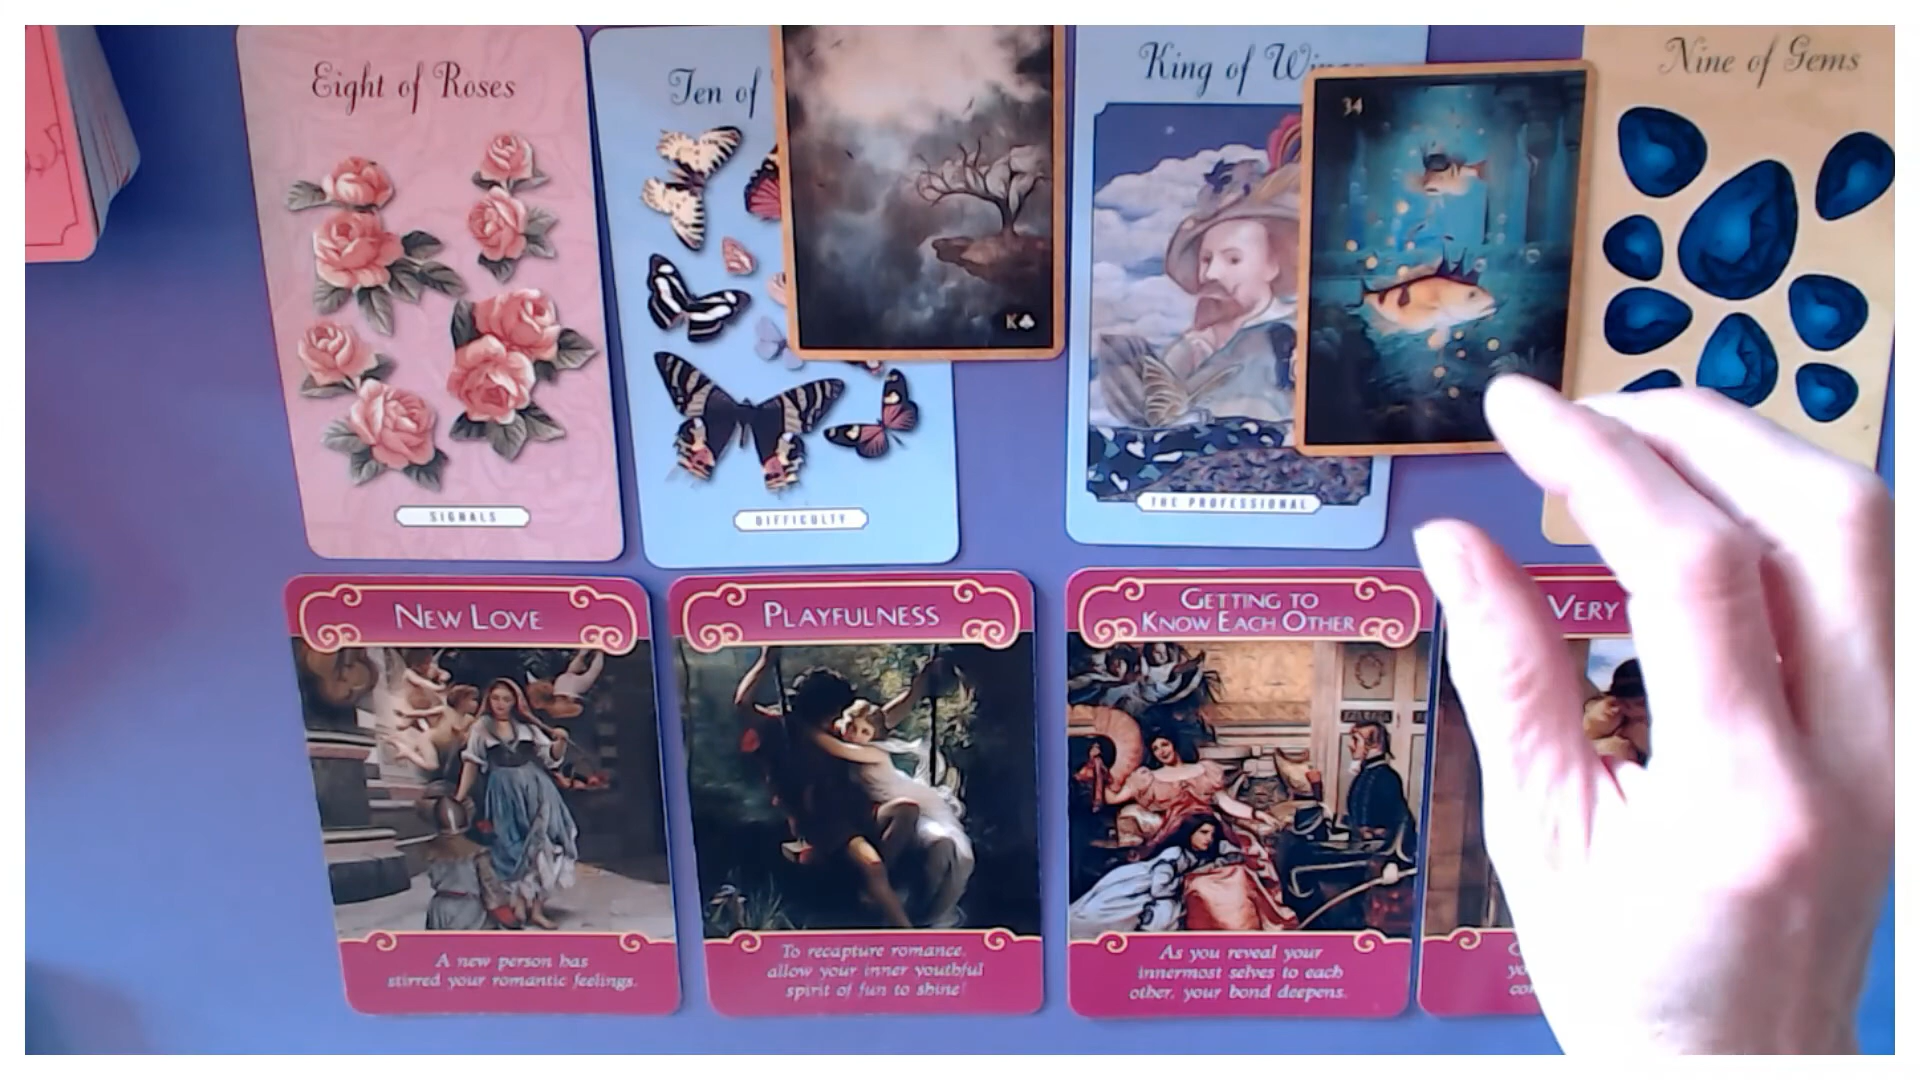 Eight of Roses
SIGNALS
Ten of
DIFFICULTY
K♣
King of Wings
THE PROFESSIONAL
34
Nine of Gems
NEW LOVE
A new person has
stirred your romantic feelings.
PLAYFULNESS
To recapture romance,
allow your inner youthful
spirit of fun to shine!
GETTING TO
KNOW EACH OTHER
As you reveal your
innermost selves to each
other, your bond deepens.
VERY